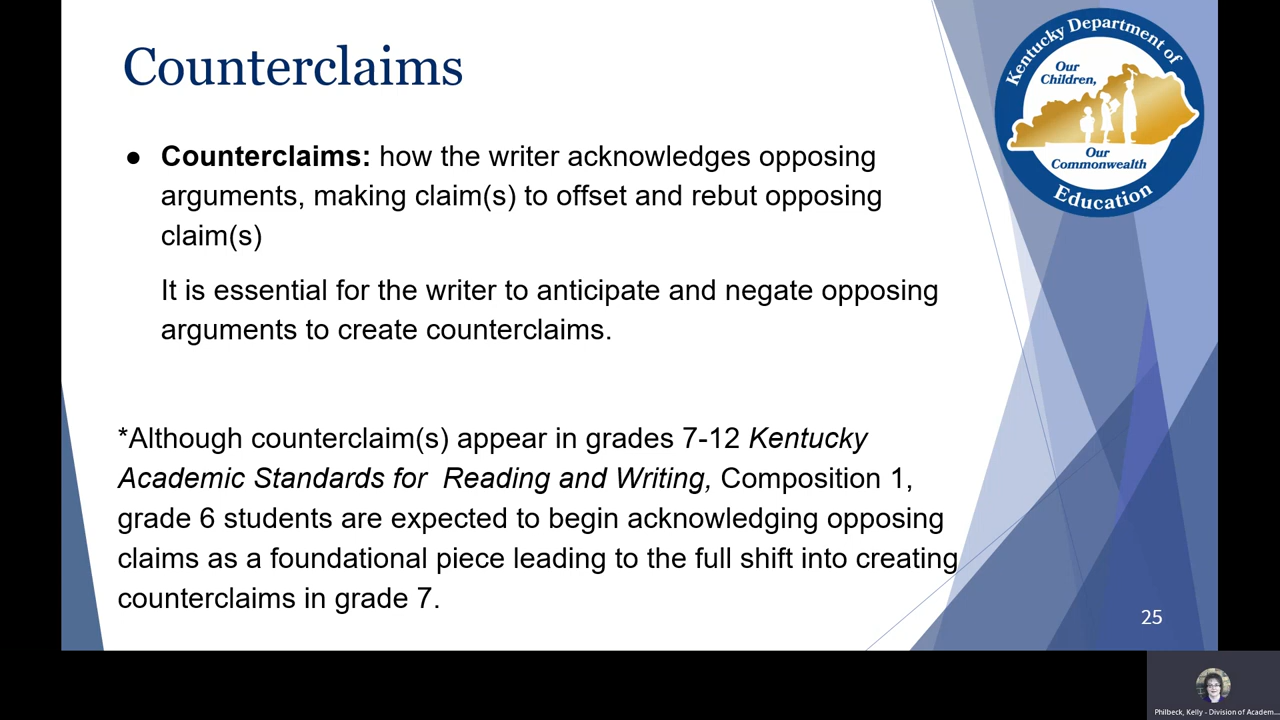 Counterclaims
● Counterclaims: how the writer acknowledges opposing
arguments, making claim(s) to offset and rebut opposing
claim(s)
It is essential for the writer to anticipate and negate opposing
arguments to create counterclaims.
*Although counterclaim(s) appear in grades 7-12 Kentucky
Academic Standards for Reading and Writing, Composition 1,
grade 6 students are expected to begin acknowledging opposing
claims as a foundational piece leading to the full shift into creating
counterclaims in grade 7.
Kentucky Department of
Our
Children,
Our
Commonwealth
Education
25
Philbeck, Kelly - Division of Academ...